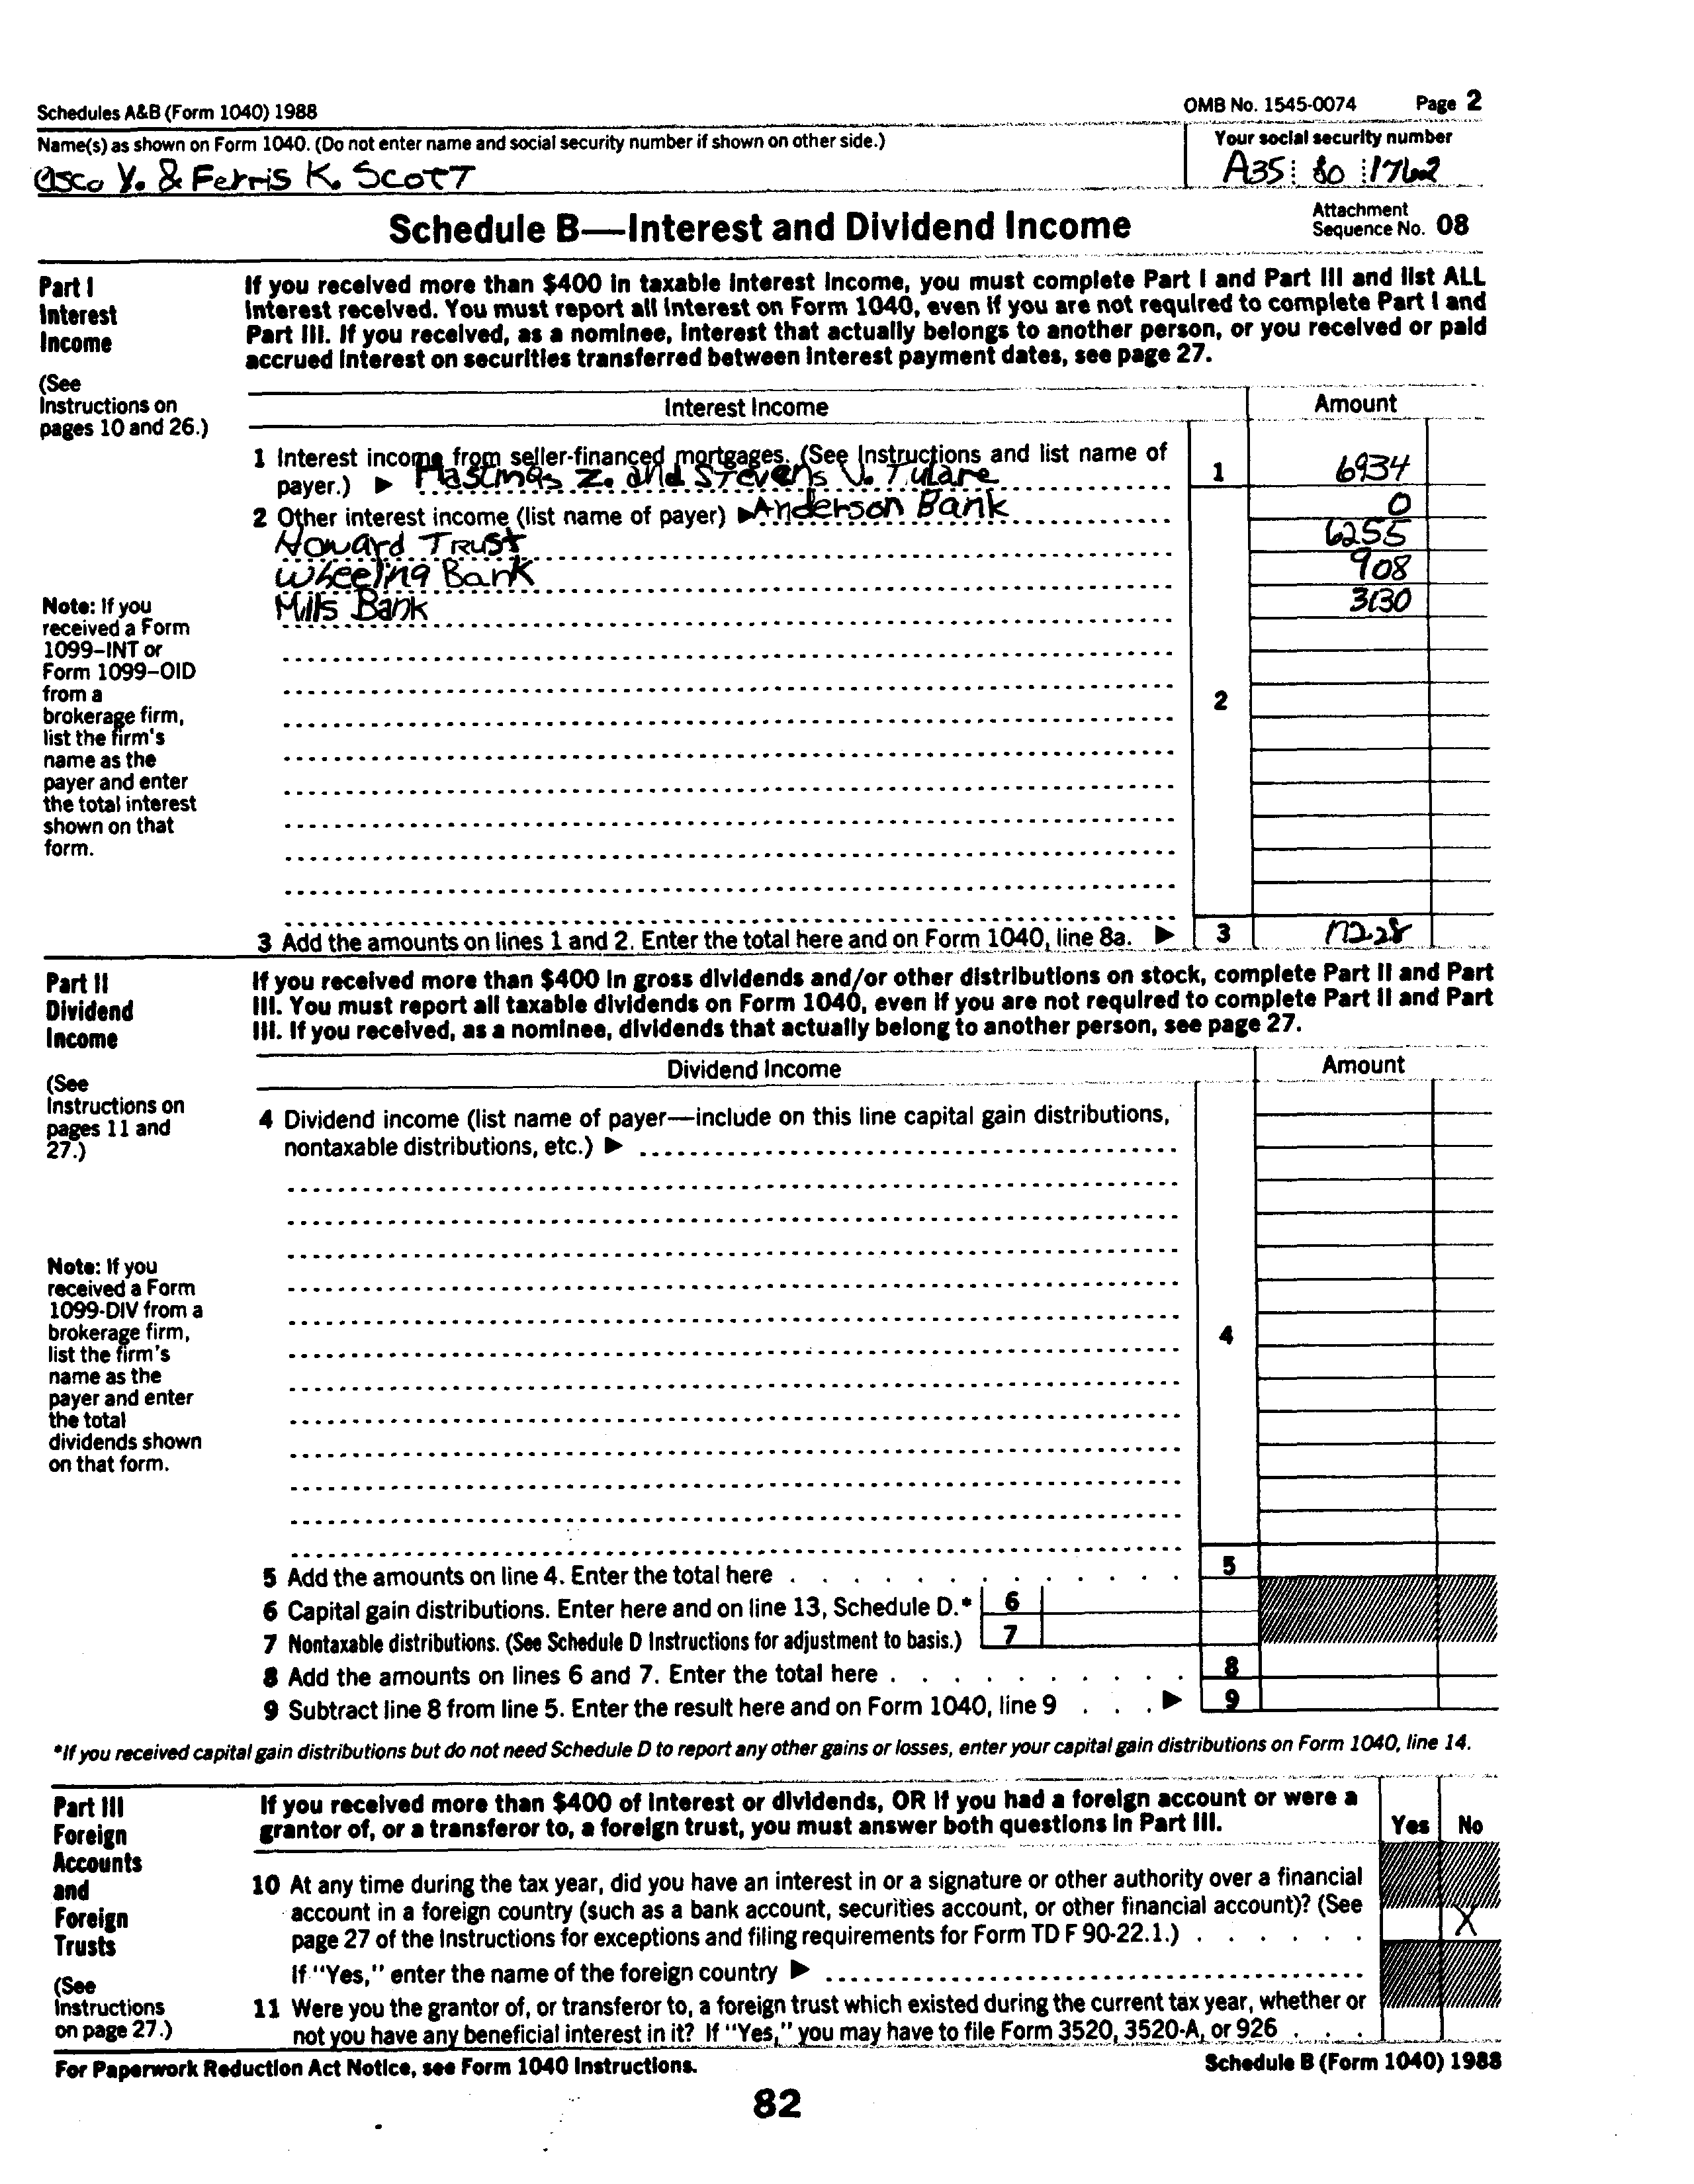 Schedules A&B (Form 1040) 1988 OMB No. 1545-0074 Page 2
Name(s) as shown on Form 1040. (Do not enter name and social security number if shown on other side.) Your social security number
Osco Y. & Ferris K. Scott A35 80 1762
Schedule B—Interest and Dividend Income Attachment Sequence No. 08
Part I
Interest
Income
(See
Instructions on
pages 10 and 26.)
If you received more than $400 in taxable interest income, you must complete Part I and Part III and list ALL
interest received. You must report all interest on Form 1040, even if you are not required to complete Part I and
Part III. If you received, as a nominee, interest that actually belongs to another person, or you received or paid
accrued interest on securities transferred between interest payment dates, see page 27.
Interest Income Amount
1 Interest income from seller-financed mortgages. (See Instructions and list name of
payer.) ▶ Hastings Z. and Stevens V. Tulare 1 6934
2 Other interest income (list name of payer) ▶ Anderson Bank 0
Howard Trust 6255
Wheeling Bank 908
Mills Bank 3130
2
Note: If you
received a Form
1099–INT or
Form 1099–OID
from a
brokerage firm,
list the firm's
name as the
payer and enter
the total interest
shown on that
form.
3 Add the amounts on lines 1 and 2. Enter the total here and on Form 1040, line 8a. ▶ 3 17228
Part II
Dividend
Income
(See
Instructions on
pages 11 and
27.)
If you received more than $400 in gross dividends and/or other distributions on stock, complete Part II and Part
III. You must report all taxable dividends on Form 1040, even if you are not required to complete Part II and Part
III. If you received, as a nominee, dividends that actually belong to another person, see page 27.
Dividend Income Amount
4 Dividend income (list name of payer—include on this line capital gain distributions,
nontaxable distributions, etc.) ▶
4
Note: If you
received a Form
1099-DIV from a
brokerage firm,
list the firm's
name as the
payer and enter
the total
dividends shown
on that form.
5 Add the amounts on line 4. Enter the total here 5
6 Capital gain distributions. Enter here and on line 13, Schedule D.* 6
7 Nontaxable distributions. (See Schedule D Instructions for adjustment to basis.) 7
8 Add the amounts on lines 6 and 7. Enter the total here 8
9 Subtract line 8 from line 5. Enter the result here and on Form 1040, line 9 ▶ 9
*If you received capital gain distributions but do not need Schedule D to report any other gains or losses, enter your capital gain distributions on Form 1040, line 14.
Part III
Foreign
Accounts
and
Foreign
Trusts
(See
Instructions
on page 27.)
If you received more than $400 of interest or dividends, OR if you had a foreign account or were a
grantor of, or a transferor to, a foreign trust, you must answer both questions in Part III. Yes No
10 At any time during the tax year, did you have an interest in or a signature or other authority over a financial
account in a foreign country (such as a bank account, securities account, or other financial account)? (See
page 27 of the Instructions for exceptions and filing requirements for Form TD F 90-22.1.) X
If "Yes," enter the name of the foreign country ▶
11 Were you the grantor of, or transferor to, a foreign trust which existed during the current tax year, whether or
not you have any beneficial interest in it? If "Yes," you may have to file Form 3520, 3520-A, or 926
For Paperwork Reduction Act Notice, see Form 1040 Instructions. Schedule B (Form 1040) 1988
82